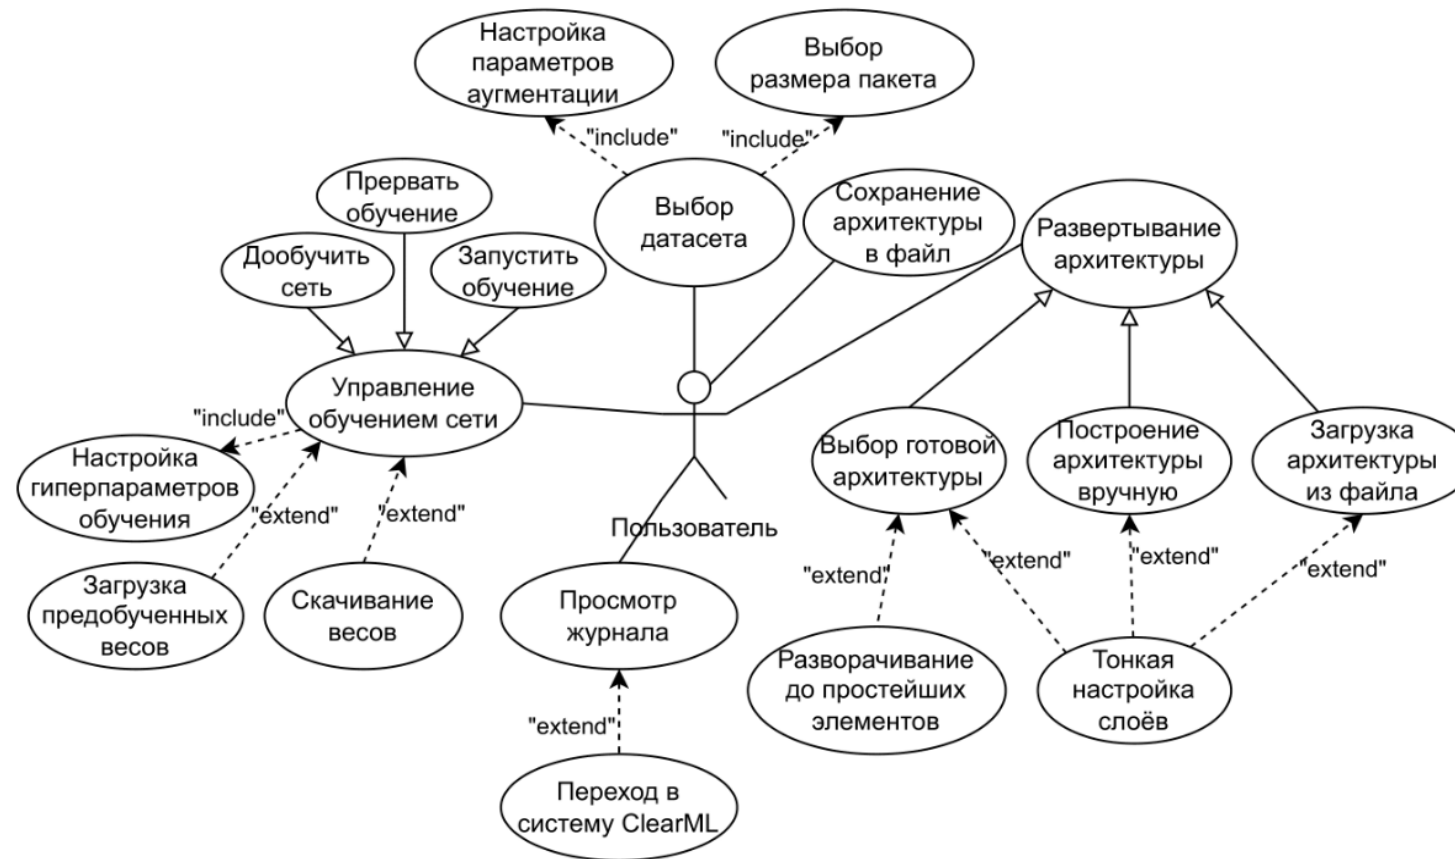 Настройка
параметров
аугментации
Выбор
размера пакета
"include"
"include"
Прервать
обучение
Дообучить
сеть
Запустить
обучение
Выбор
датасета
Сохранение
архитектуры
в файл
Развертывание
архитектуры
Управление
обучением сети
"include"
Настройка
гиперпараметров
обучения
"extend"
"extend"
Загрузка
предобученных
весов
Скачивание
весов
Пользователь
Просмотр
журнала
"extend"
Переход в
систему ClearML
Выбор готовой
архитектуры
Построение
архитектуры
вручную
Загрузка
архитектуры
из файла
"extend"
"extend"
"extend"
"extend"
Разворачивание
до простейших
элементов
Тонкая
настройка
слоёв